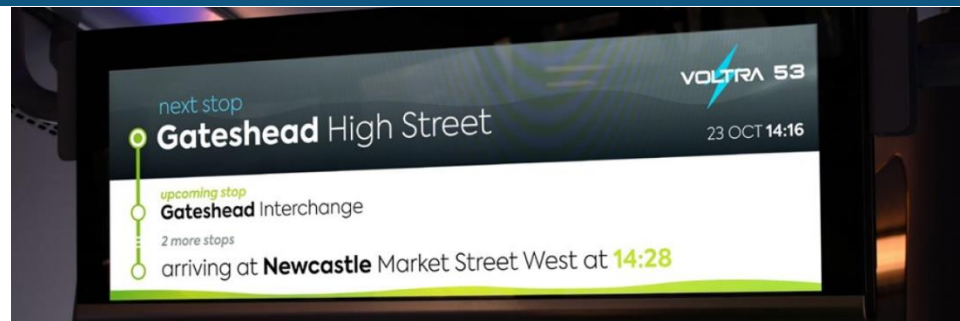 VOLTRA 53
next stop
Gateshead High Street
23 OCT 14:16
upcoming stop
Gateshead Interchange
2 more stops
arriving at Newcastle Market Street West at 14:28